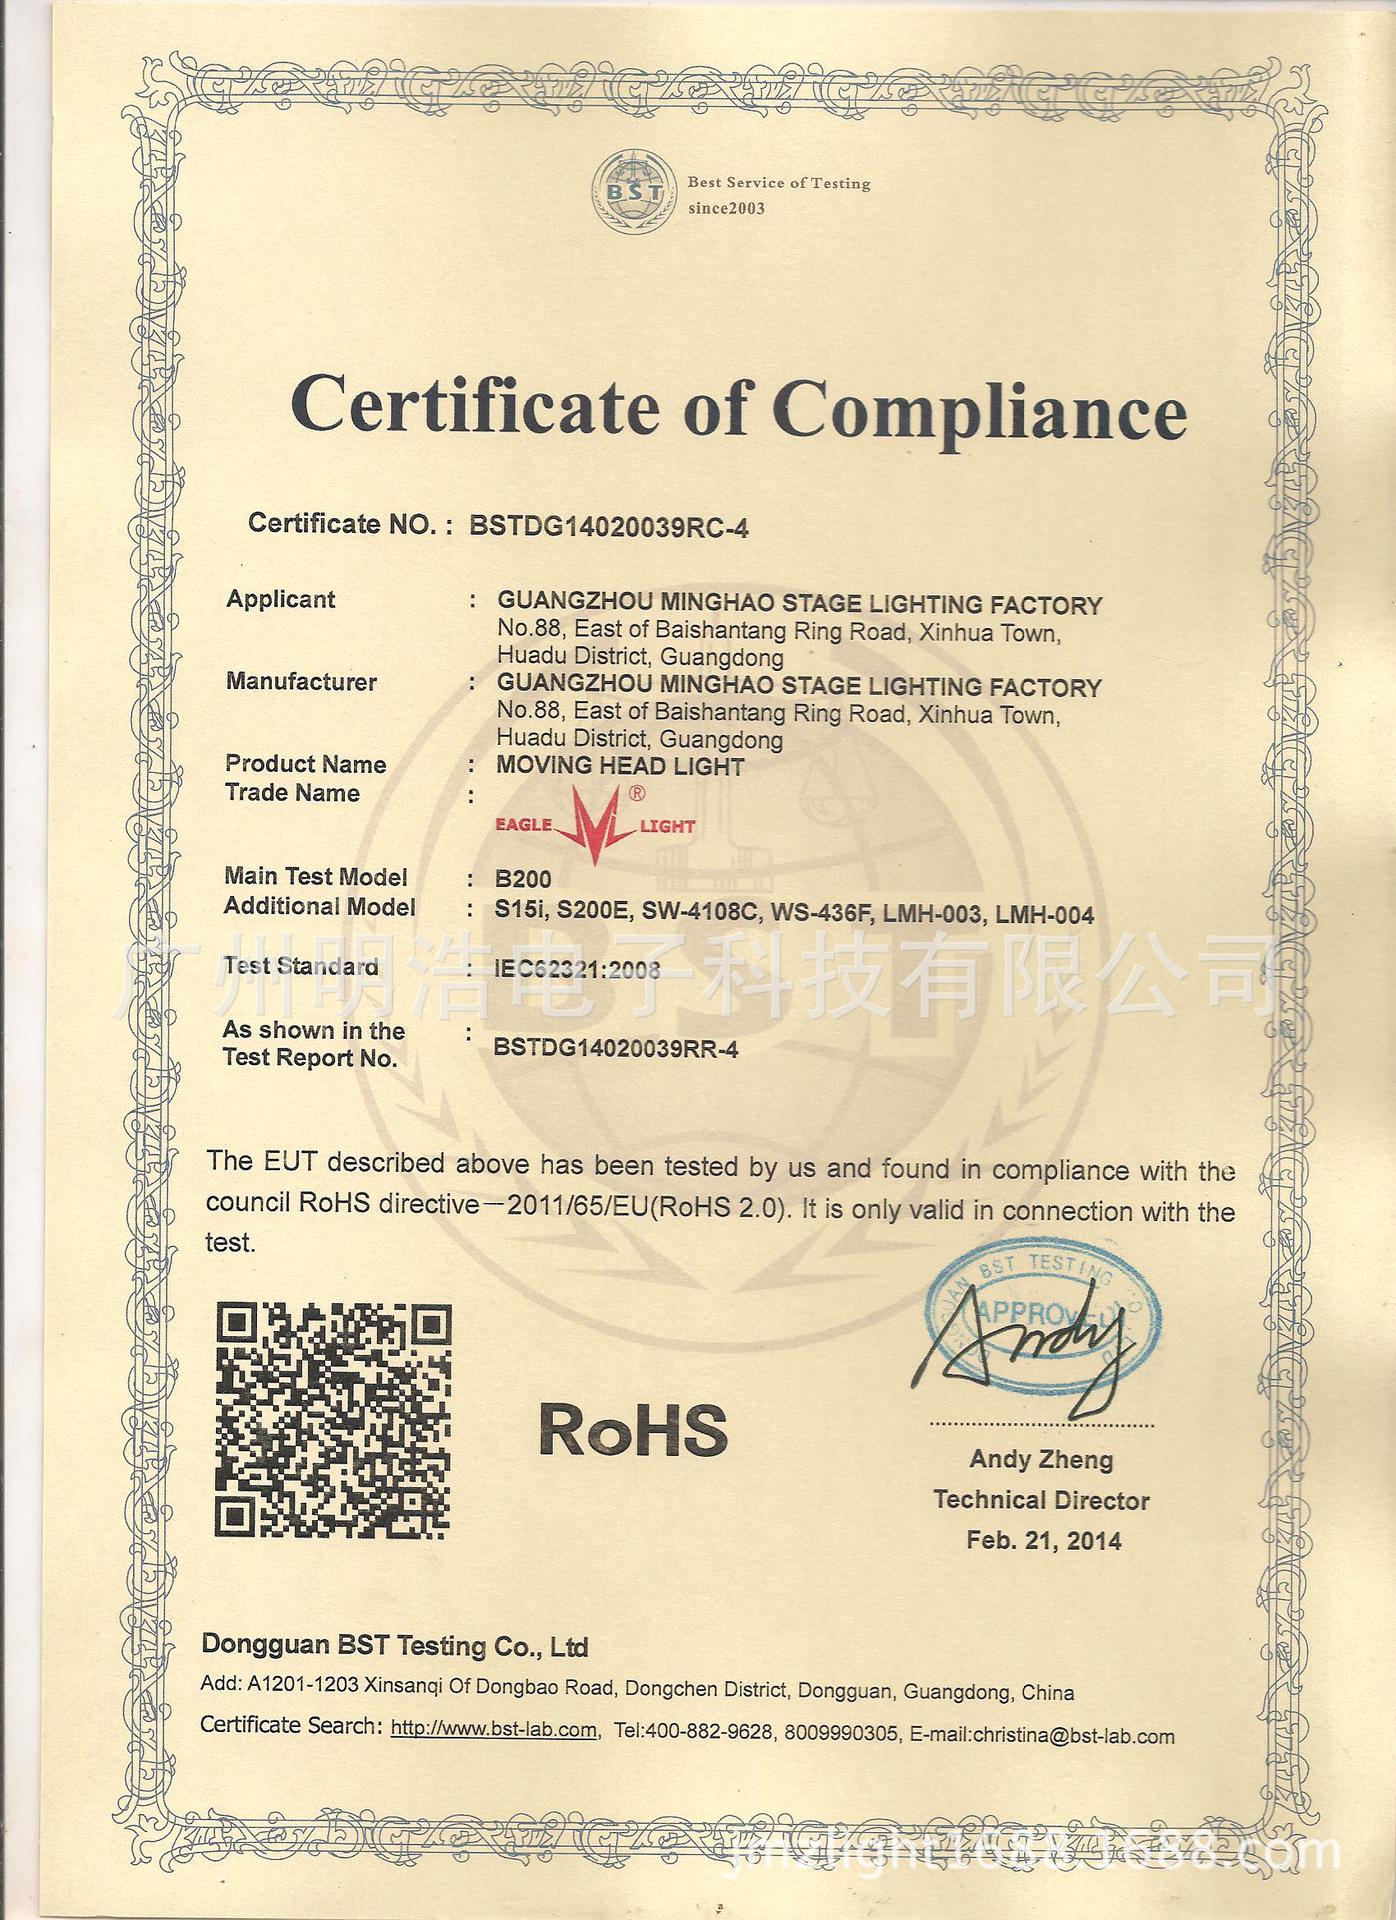 BST
Best Service of Testing
since2003
Certificate of Compliance
Certificate NO. : BSTDG14020039RC-4
Applicant : GUANGZHOU MINGHAO STAGE LIGHTING FACTORY
No.88, East of Baishantang Ring Road, Xinhua Town,
Huadu District, Guangdong
Manufacturer : GUANGZHOU MINGHAO STAGE LIGHTING FACTORY
No.88, East of Baishantang Ring Road, Xinhua Town,
Huadu District, Guangdong
Product Name : MOVING HEAD LIGHT
Trade Name :
EAGLE LIGHT ®
Main Test Model : B200
Additional Model : S15i, S200E, SW-4108C, WS-436F, LMH-003, LMH-004
广州明浩电子科技有限公司
Test Standard : IEC62321:2008
BST
As shown in the :
Test Report No. BSTDG14020039RR-4
The EUT described above has been tested by us and found in compliance with the
council RoHS directive—2011/65/EU(RoHS 2.0). It is only valid in connection with the
test.
BST TESTING
APPROVED
Andy
RoHS
Andy Zheng
Technical Director
Feb. 21, 2014
Dongguan BST Testing Co., Ltd
Add: A1201-1203 Xinsanqi Of Dongbao Road, Dongchen District, Dongguan, Guangdong, China
Certificate Search: http://www.bst-lab.com, Tel:400-882-9628, 8009990305, E-mail:christina@bst-lab.com
jmzlight1688.1688.com